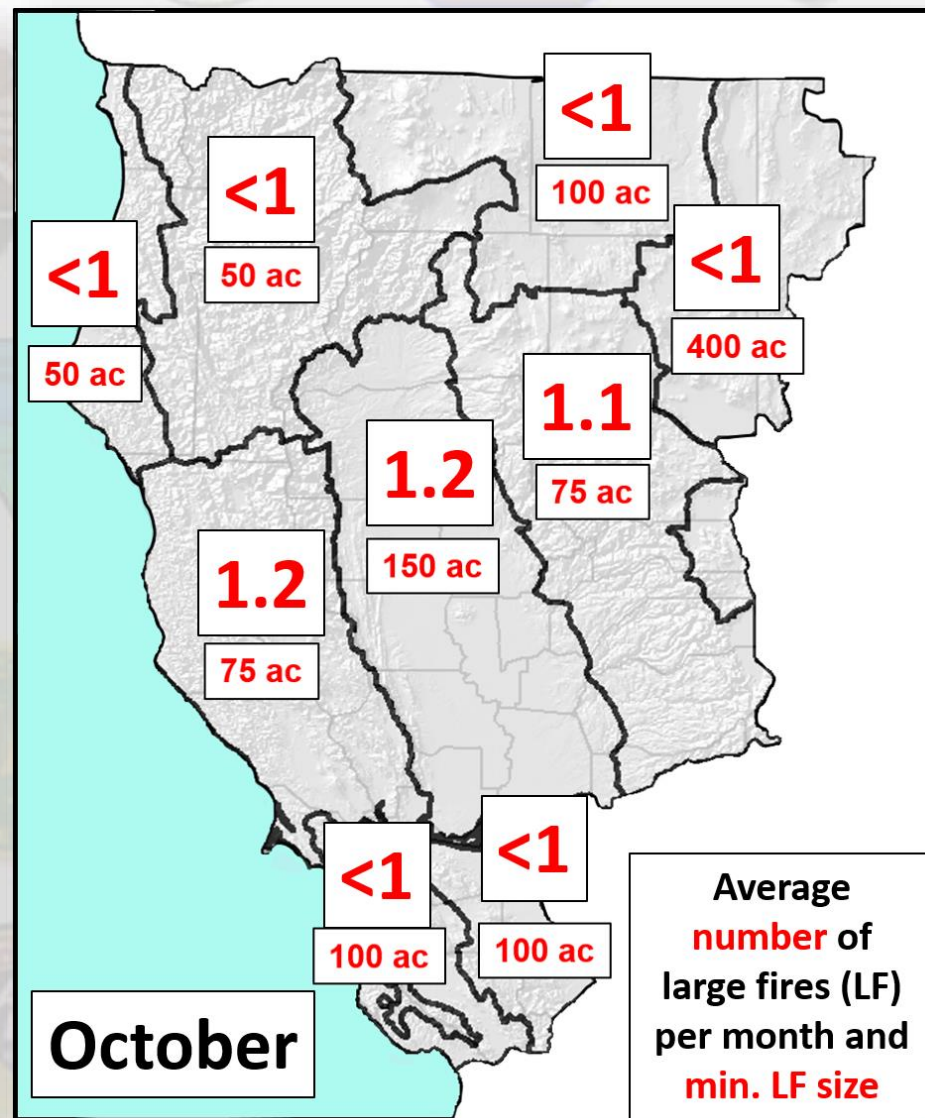 <1
100 ac
<1
50 ac
<1
400 ac
<1
50 ac
1.1
75 ac
1.2
150 ac
1.2
75 ac
<1
100 ac
<1
100 ac
Average
number of
large fires (LF)
per month and
min. LF size
October